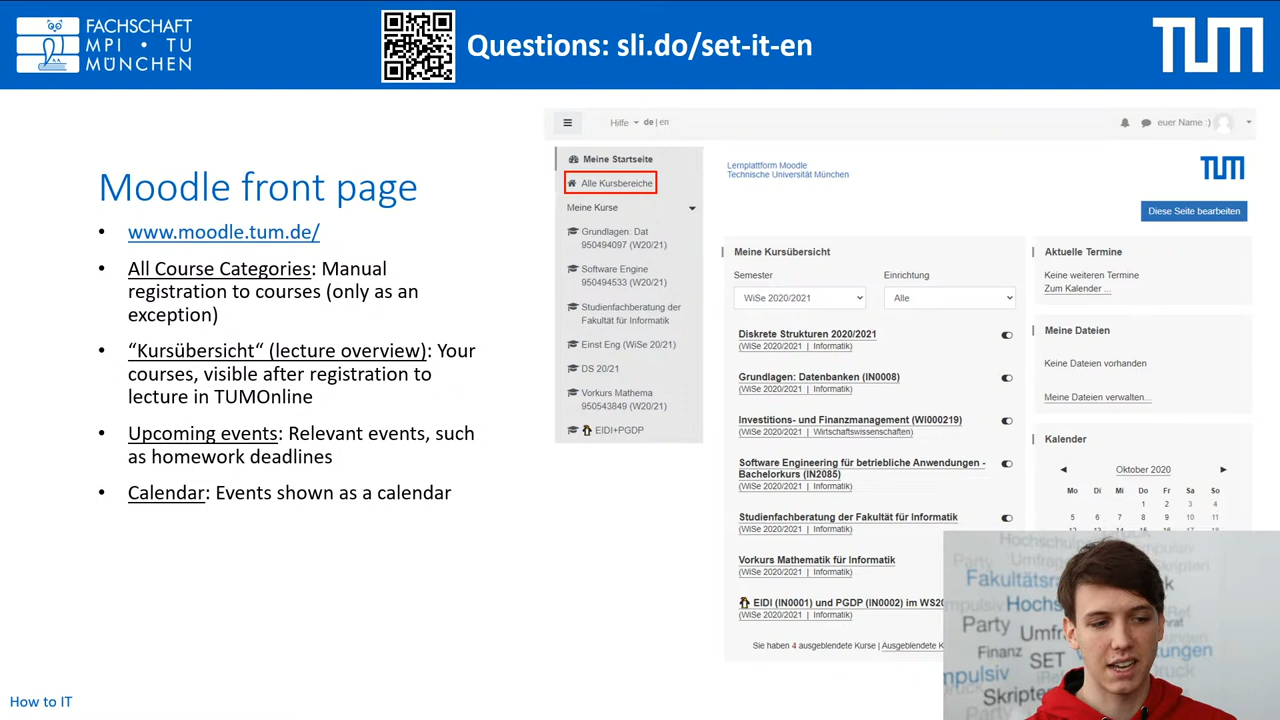 FACHSCHAFT
MPI • TU
MÜNCHEN
Questions: sli.do/set-it-en
TUM
Moodle front page
• www.moodle.tum.de/
• All Course Categories: Manual
registration to courses (only as an
exception)
• “Kursübersicht“ (lecture overview): Your
courses, visible after registration to
lecture in TUMOnline
• Upcoming events: Relevant events, such
as homework deadlines
• Calendar: Events shown as a calendar
How to IT
Hilfe de | en
euer Name :)
Meine Startseite
Alle Kursbereiche
Meine Kurse
Grundlagen: Dat
950494097 (W20/21)
Software Engine
950494533 (W20/21)
Studienfachberatung der
Fakultät für Informatik
Einst Eng (WiSe 20/21)
DS 20/21
Vorkurs Mathema
950543849 (W20/21)
EIDI+PGDP
Lernplattform Moodle
Technische Universität München
TUM
Diese Seite bearbeiten
Meine Kursübersicht
Semester Einrichtung
WiSe 2020/2021 Alle
Diskrete Strukturen 2020/2021
(WiSe 2020/2021 | Informatik)
Grundlagen: Datenbanken (IN0008)
(WiSe 2020/2021 | Informatik)
Investitions- und Finanzmanagement (WI000219)
(WiSe 2020/2021 | Wirtschaftswissenschaften)
Software Engineering für betriebliche Anwendungen -
Bachelorkurs (IN2085)
(WiSe 2020/2021 | Informatik)
Studienfachberatung der Fakultät für Informatik
(WiSe 2020/2021 | Informatik)
Vorkurs Mathematik für Informatik
(WiSe 2020/2021 | Informatik)
EIDI (IN0001) und PGDP (IN0002) im WS20
(WiSe 2020/2021 | Informatik)
Sie haben 4 ausgeblendete Kurse | Ausgeblendete K
Aktuelle Termine
Keine weiteren Termine
Zum Kalender ...
Meine Dateien
Keine Dateien vorhanden
Meine Dateien verwalten...
Kalender
◄ Oktober 2020 ►
Mo Di Mi Do Fr Sa So
1 2 3 4
5 6 7 8 9 10 11
Party Umfra
Fakultätsra
Hochs
Party Umfr
Finanz SET
mpulsiv
Skripten